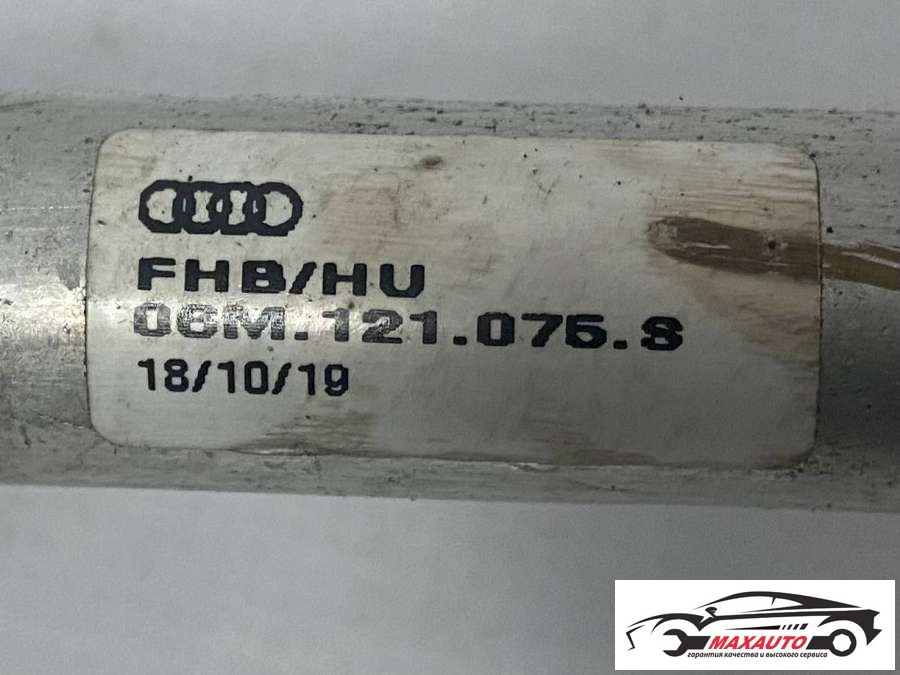 FHB/HU
06M.121.075.S
18/10/19
MAXAUTO
гарантия качества и высокого сервиса